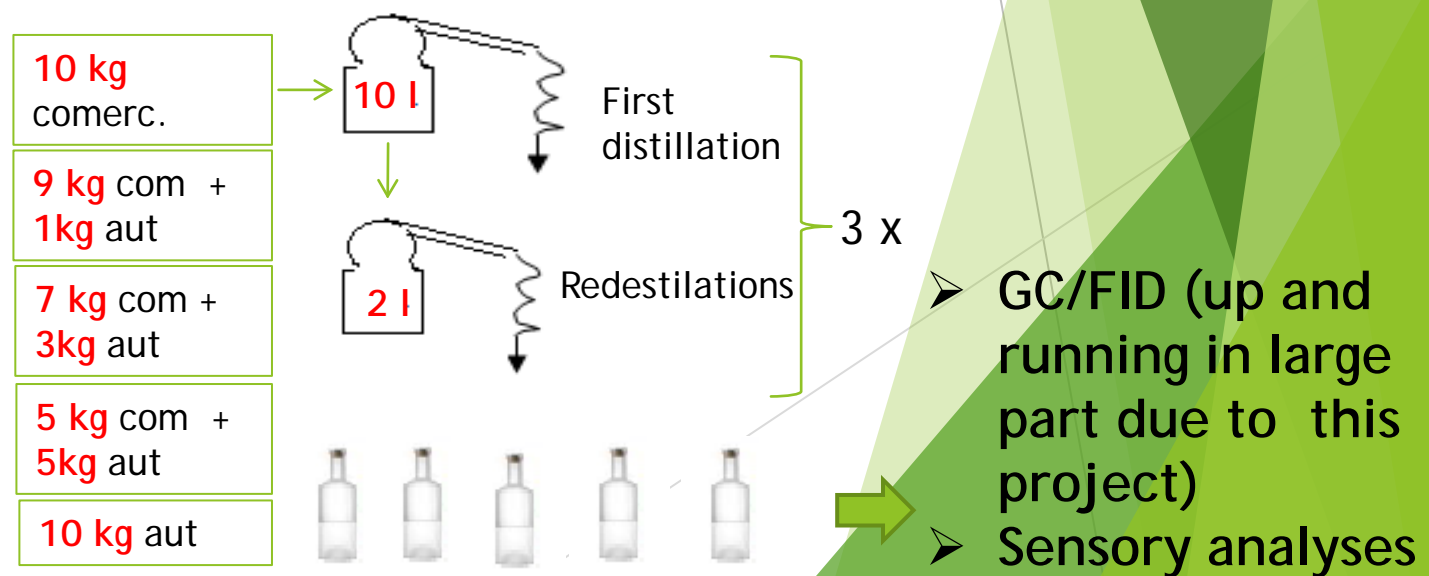 10 kg
comerc.
9 kg com +
1kg aut
7 kg com +
3kg aut
5 kg com +
5kg aut
10 kg aut
10 l
First
distillation
2 l
Redestilations
3 x
➢ GC/FID (up and
running in large
part due to this
project)
➢ Sensory analyses